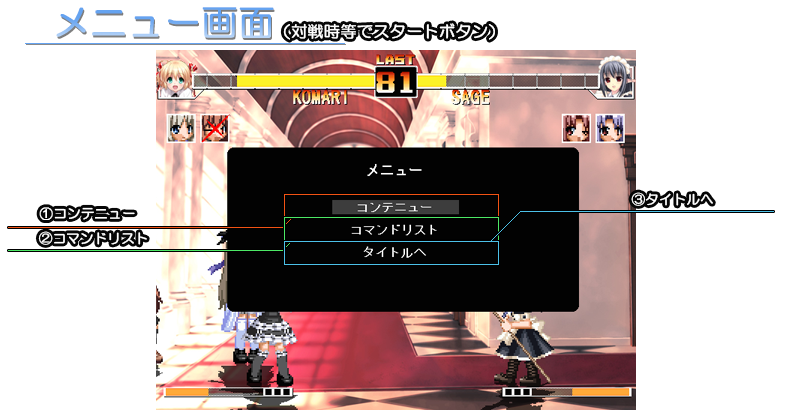 メニュー画面 (対戦時等でスタートボタン)
LAST
81
KOMARI
SAGE
メニュー
コンテニュー
コマンドリスト
タイトルへ
①コンテニュー
②コマンドリスト
③タイトルへ